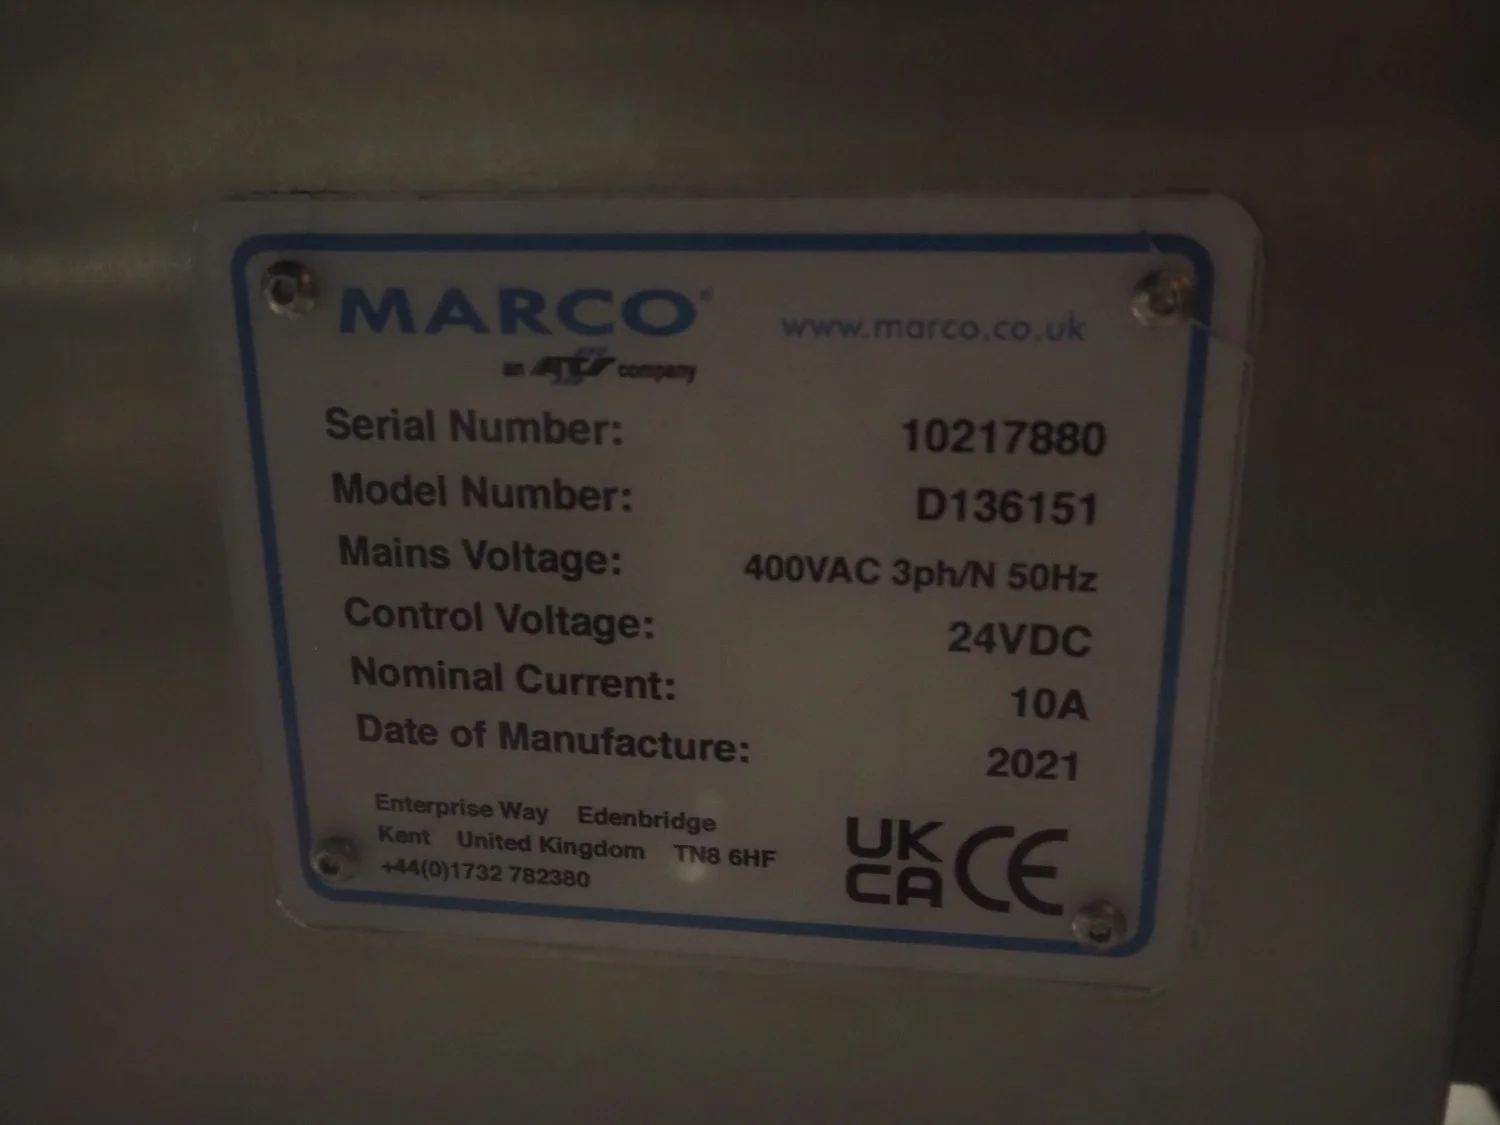 MARCO®
www.marco.co.uk
an ATS company
Serial Number: 10217880
Model Number: D136151
Mains Voltage: 400VAC 3ph/N 50Hz
Control Voltage: 24VDC
Nominal Current: 10A
Date of Manufacture: 2021
Enterprise Way Edenbridge
Kent United Kingdom TN8 6HF
+44(0)1732 782380
UK
CA
CE